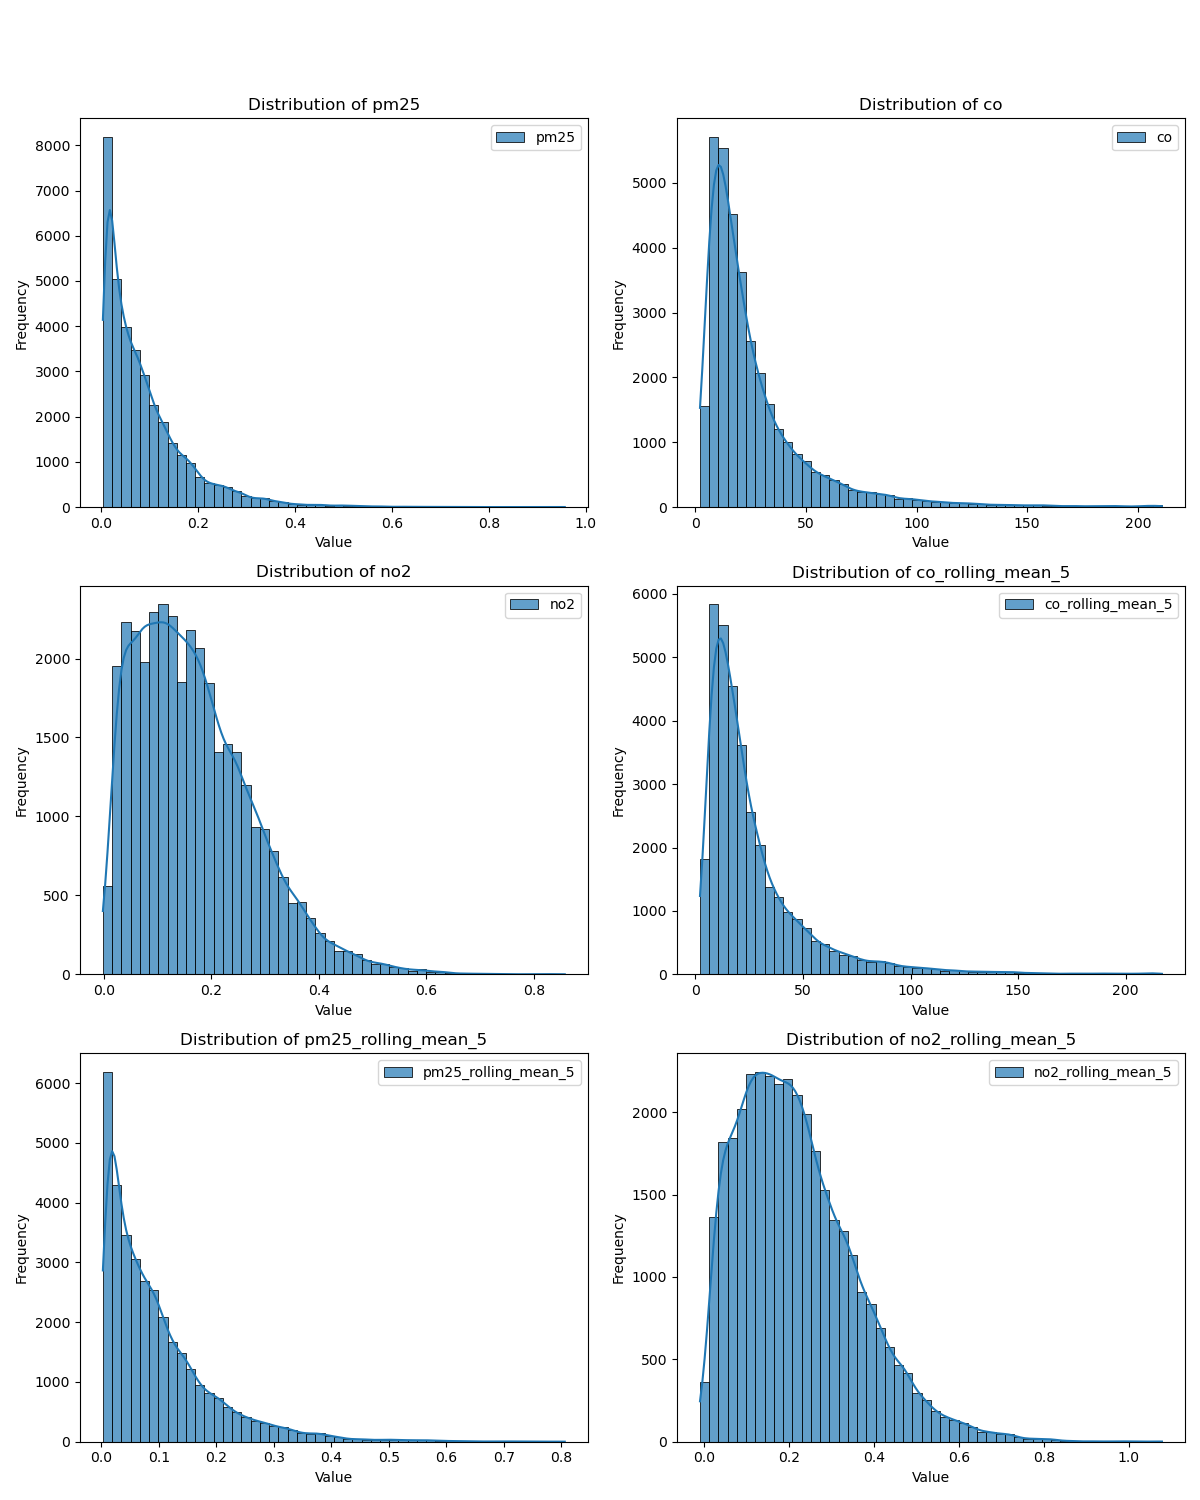 Distribution of pm25
pm25
8000
7000
6000
5000
4000
3000
2000
1000
0
Frequency
0.0 0.2 0.4 0.6 0.8 1.0
Value
Distribution of co
co
5000
4000
3000
2000
1000
0
Frequency
0 50 100 150 200
Value
Distribution of no2
no2
2000
1500
1000
500
0
Frequency
0.0 0.2 0.4 0.6 0.8
Value
Distribution of co_rolling_mean_5
co_rolling_mean_5
6000
5000
4000
3000
2000
1000
0
Frequency
0 50 100 150 200
Value
Distribution of pm25_rolling_mean_5
pm25_rolling_mean_5
6000
5000
4000
3000
2000
1000
0
Frequency
0.0 0.1 0.2 0.3 0.4 0.5 0.6 0.7 0.8
Value
Distribution of no2_rolling_mean_5
no2_rolling_mean_5
2000
1500
1000
500
0
Frequency
0.0 0.2 0.4 0.6 0.8 1.0
Value